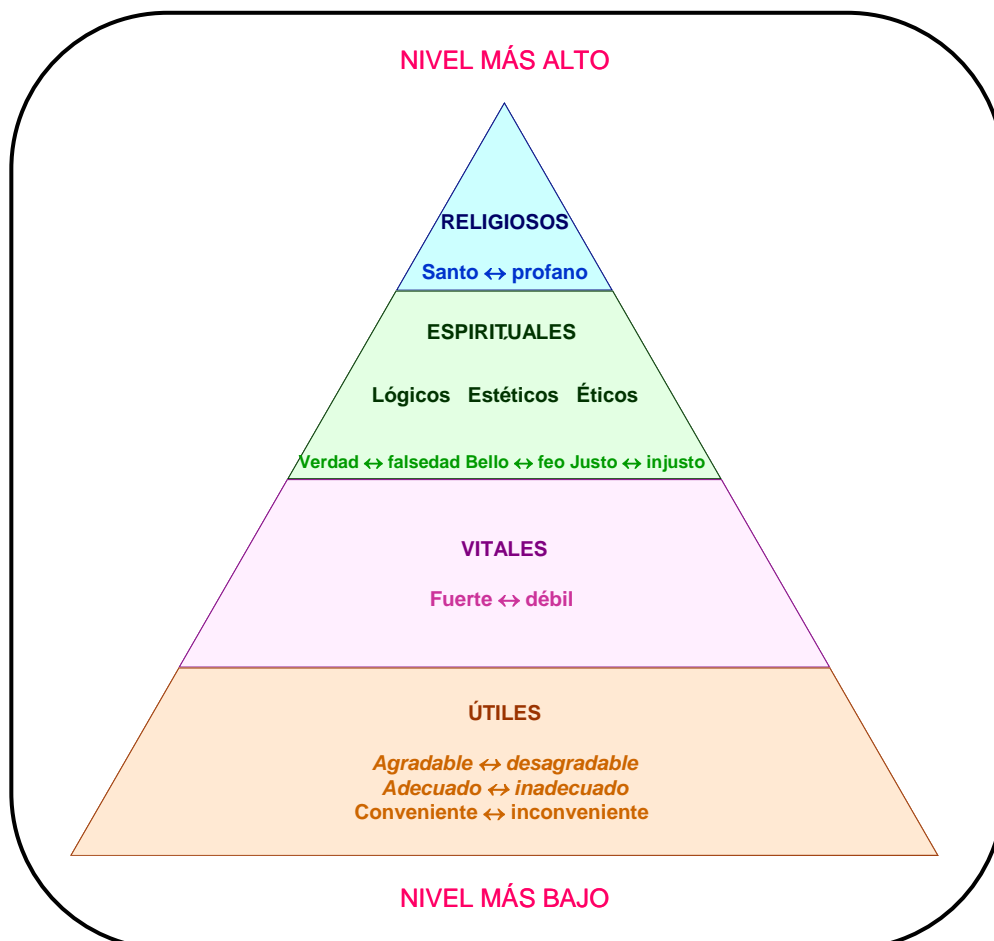 NIVEL MÁS ALTO
RELIGIOSOS
Santo ↔ profano
ESPIRITUALES
Lógicos Estéticos Éticos
Verdad ↔ falsedad Bello ↔ feo Justo ↔ injusto
VITALES
Fuerte ↔ débil
ÚTILES
Agradable ↔ desagradable
Adecuado ↔ inadecuado
Conveniente ↔ inconveniente
NIVEL MÁS BAJO